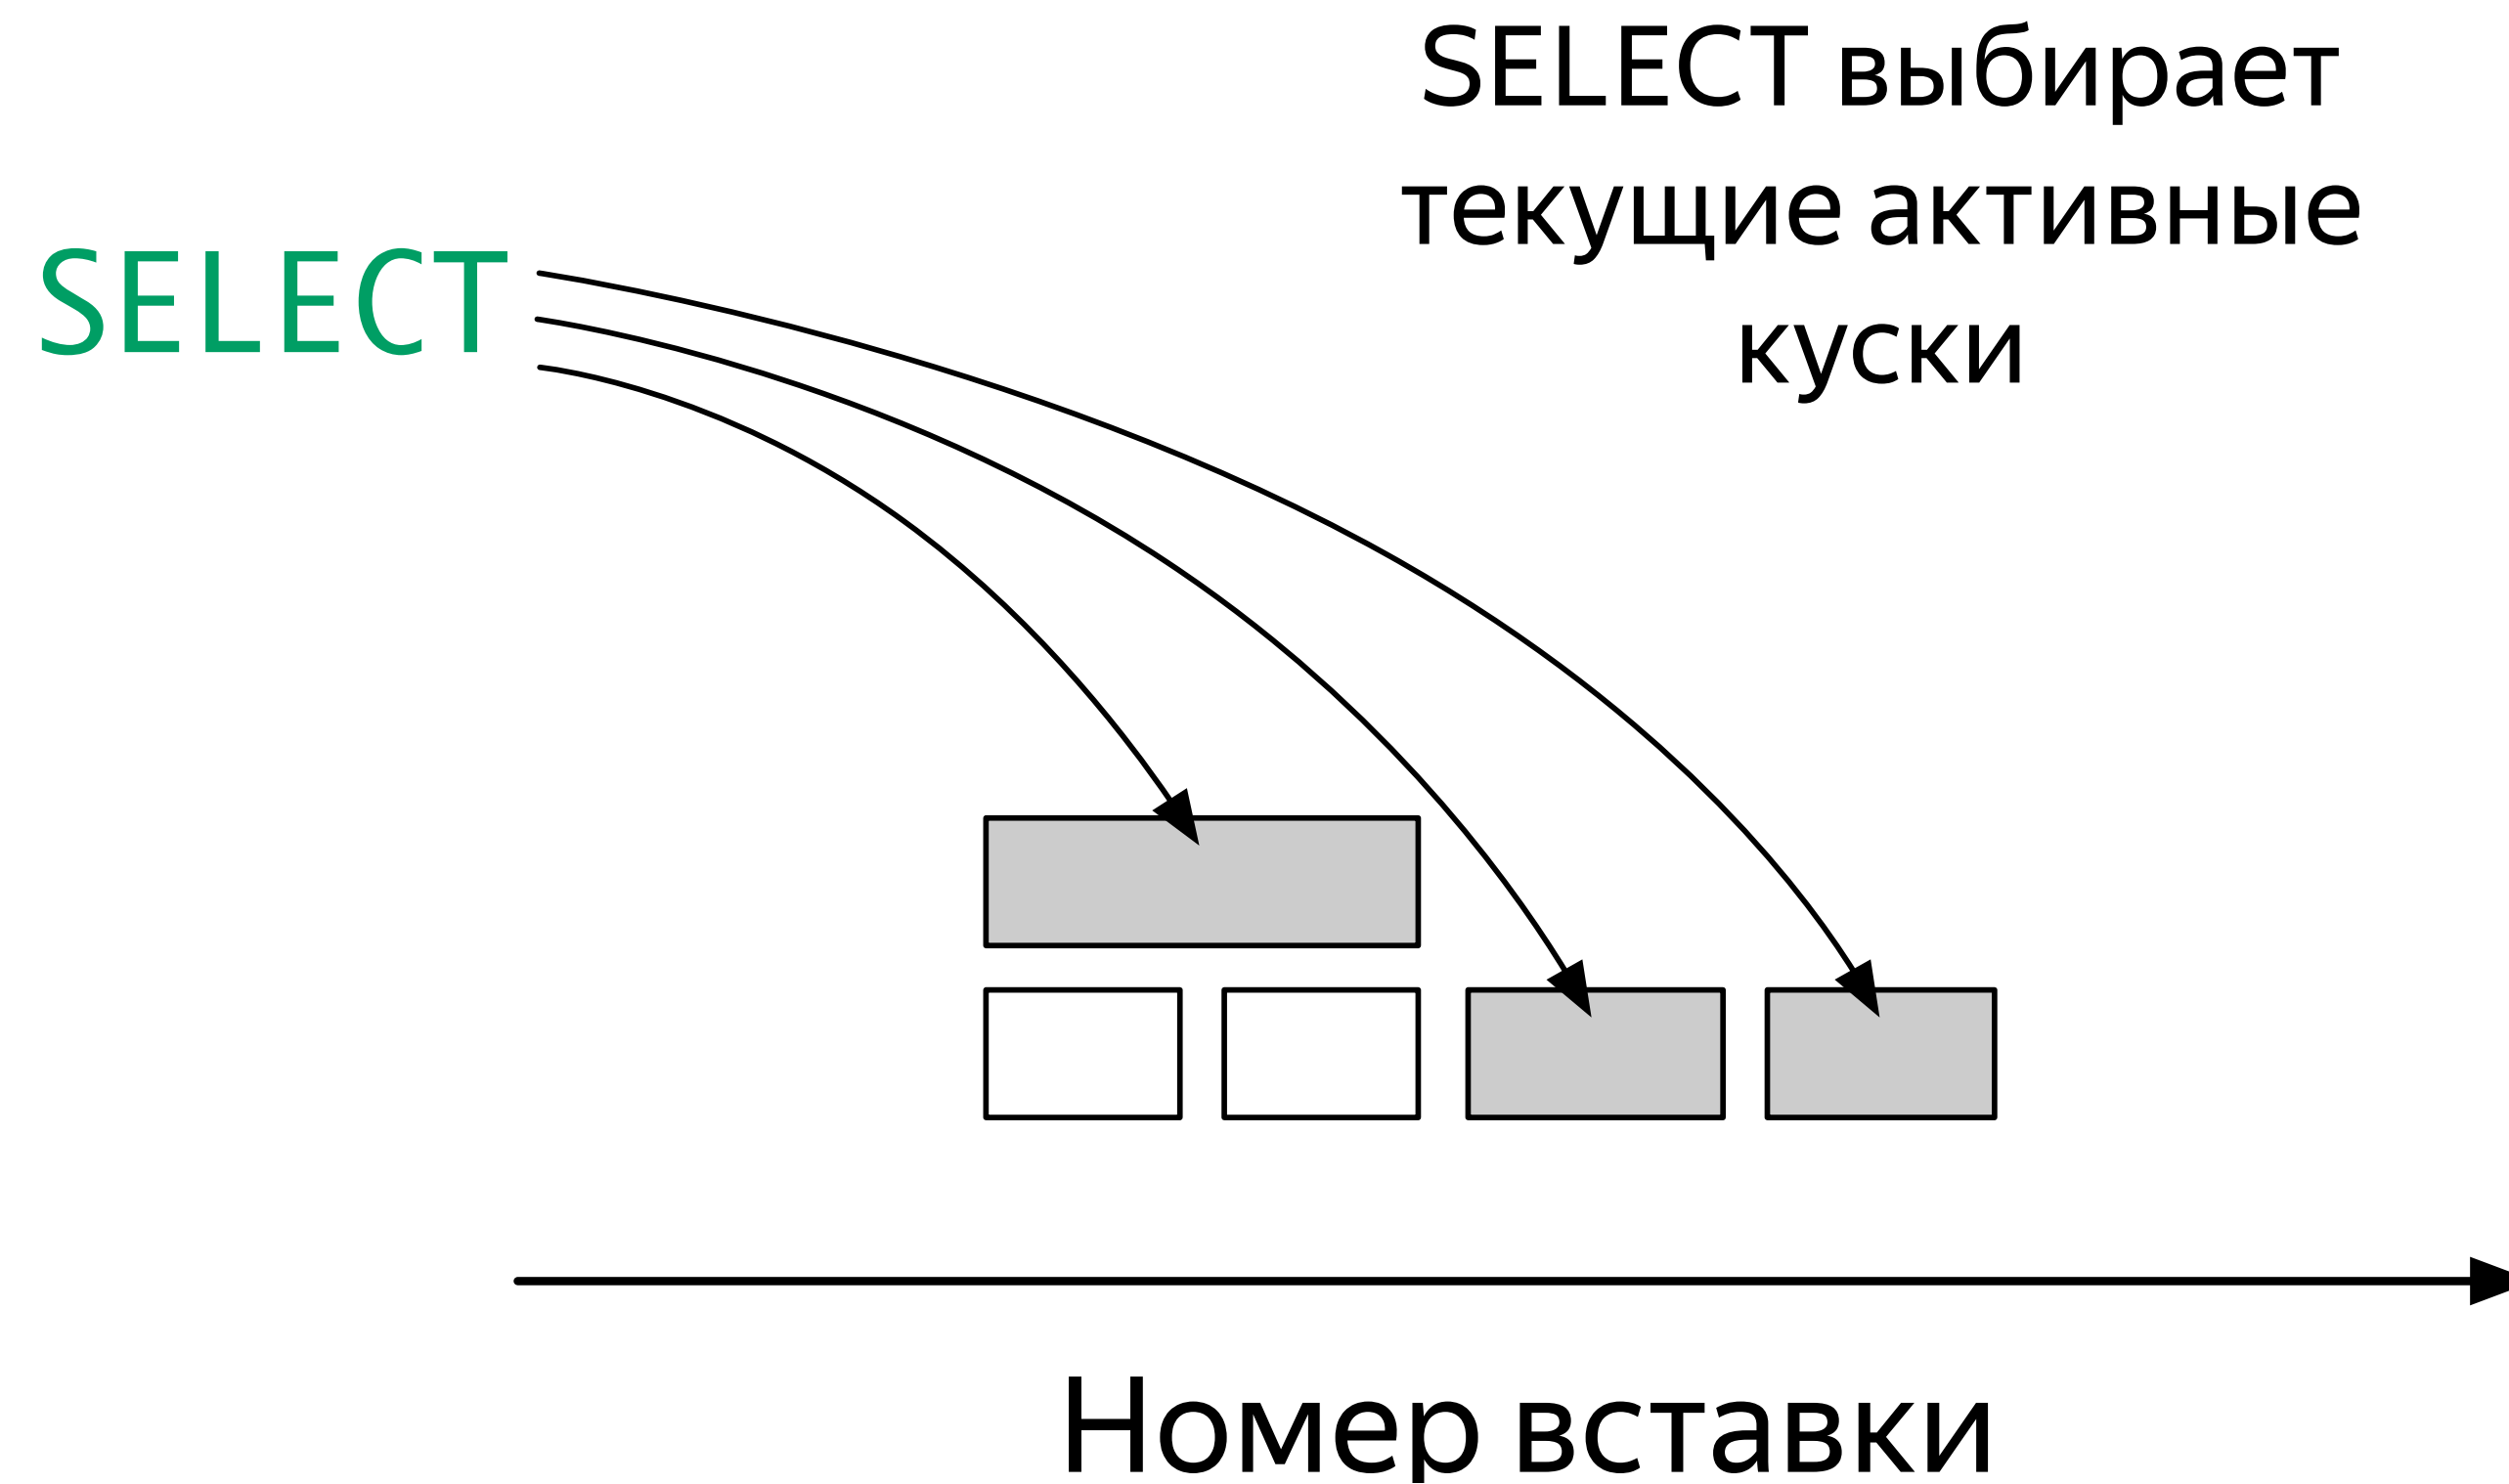 SELECT выбирает
текущие активные
куски
SELECT
Номер вставки